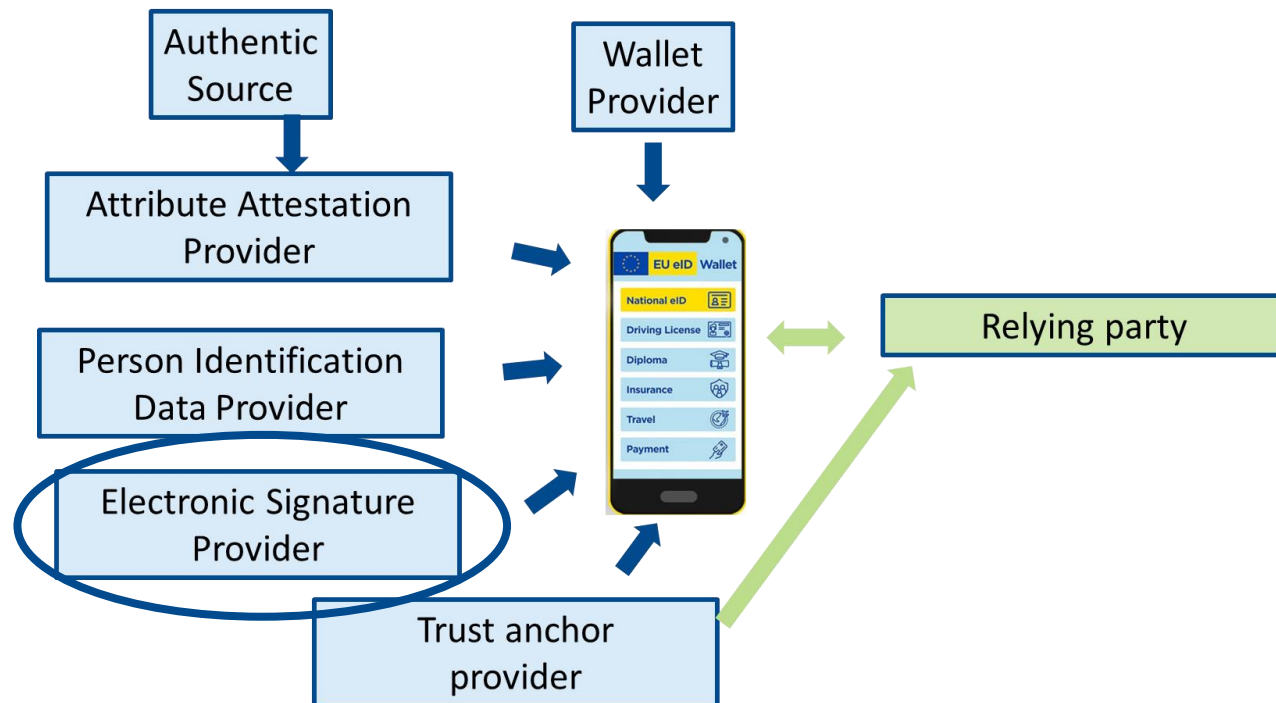 Authentic
Source
Wallet
Provider
Attribute Attestation
Provider
EU eID Wallet
National eID
Driving License
Diploma
Insurance
Travel
Payment
Relying party
Person Identification
Data Provider
Electronic Signature
Provider
Trust anchor
provider